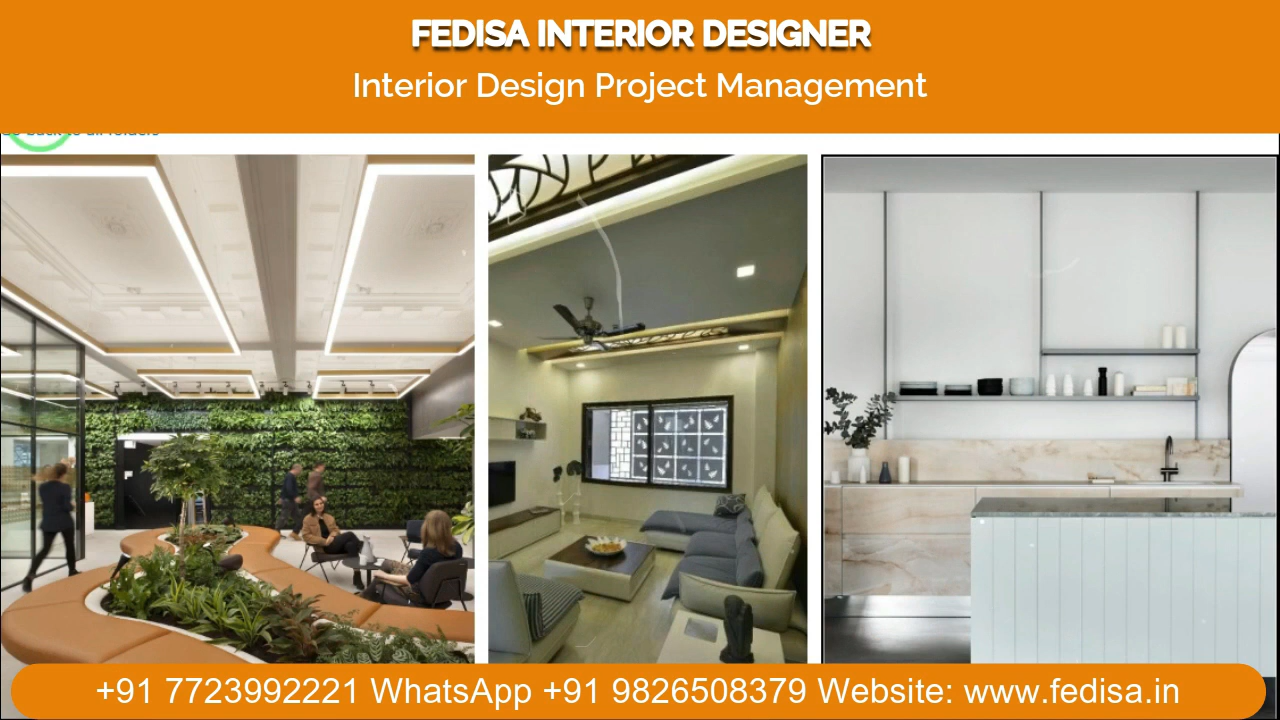 FEDISA INTERIOR DESIGNER
Interior Design Project Management
+91 7723992221 WhatsApp +91 9826508379 Website: www.fedisa.in